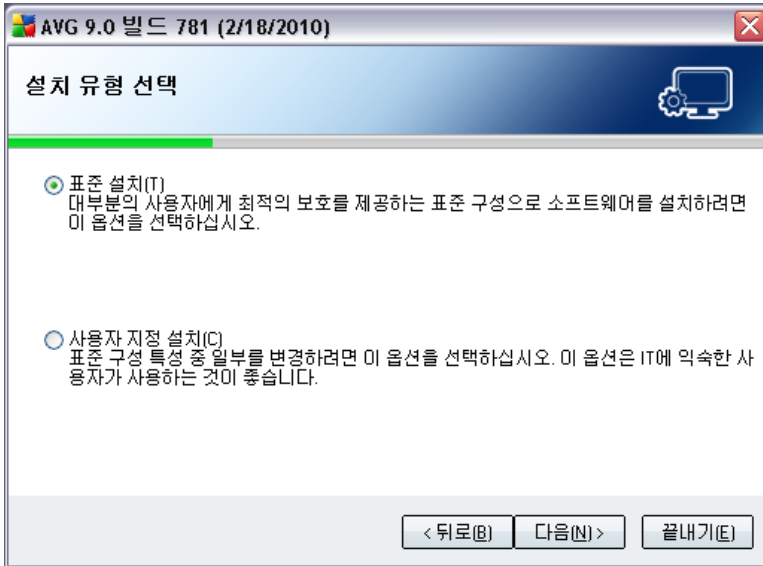 AVG 9.0 빌드 781 (2/18/2010)
설치 유형 선택
표준 설치(T)
대부분의 사용자에게 최적의 보호를 제공하는 표준 구성으로 소프트웨어를 설치하려면
이 옵션을 선택하십시오.
사용자 지정 설치(C)
표준 구성 특성 중 일부를 변경하려면 이 옵션을 선택하십시오. 이 옵션은 IT에 익숙한 사
용자가 사용하는 것이 좋습니다.
< 뒤로(B) 다음(N) > 끝내기(E)